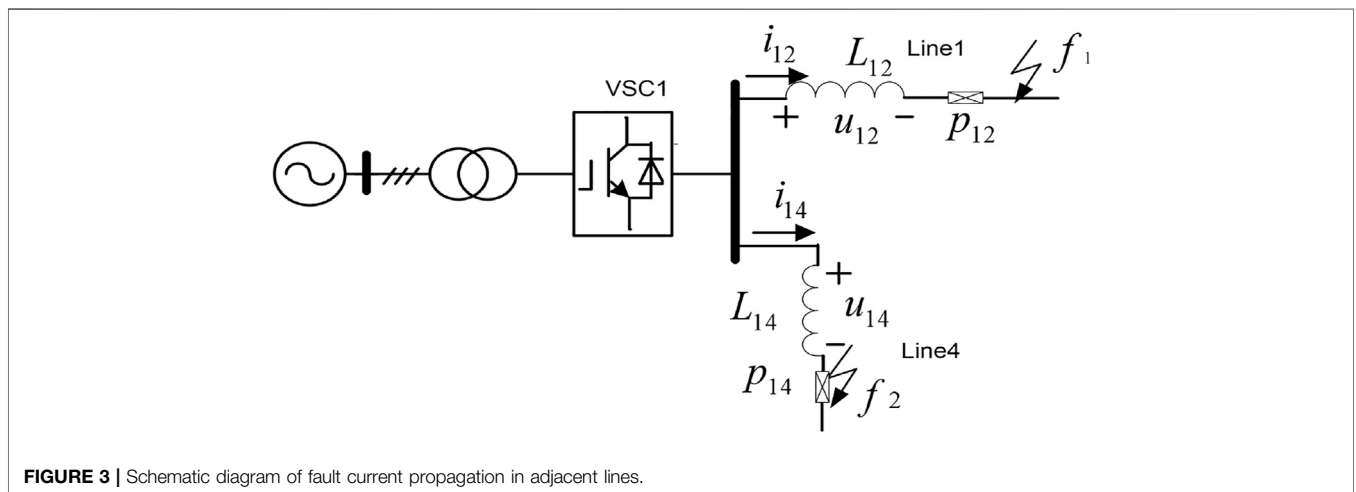 i12
L12 Line1
f1
VSC1
+ u12 −
p12
i14
+
L14
u14
−
Line4
p14
f2
FIGURE 3 | Schematic diagram of fault current propagation in adjacent lines.